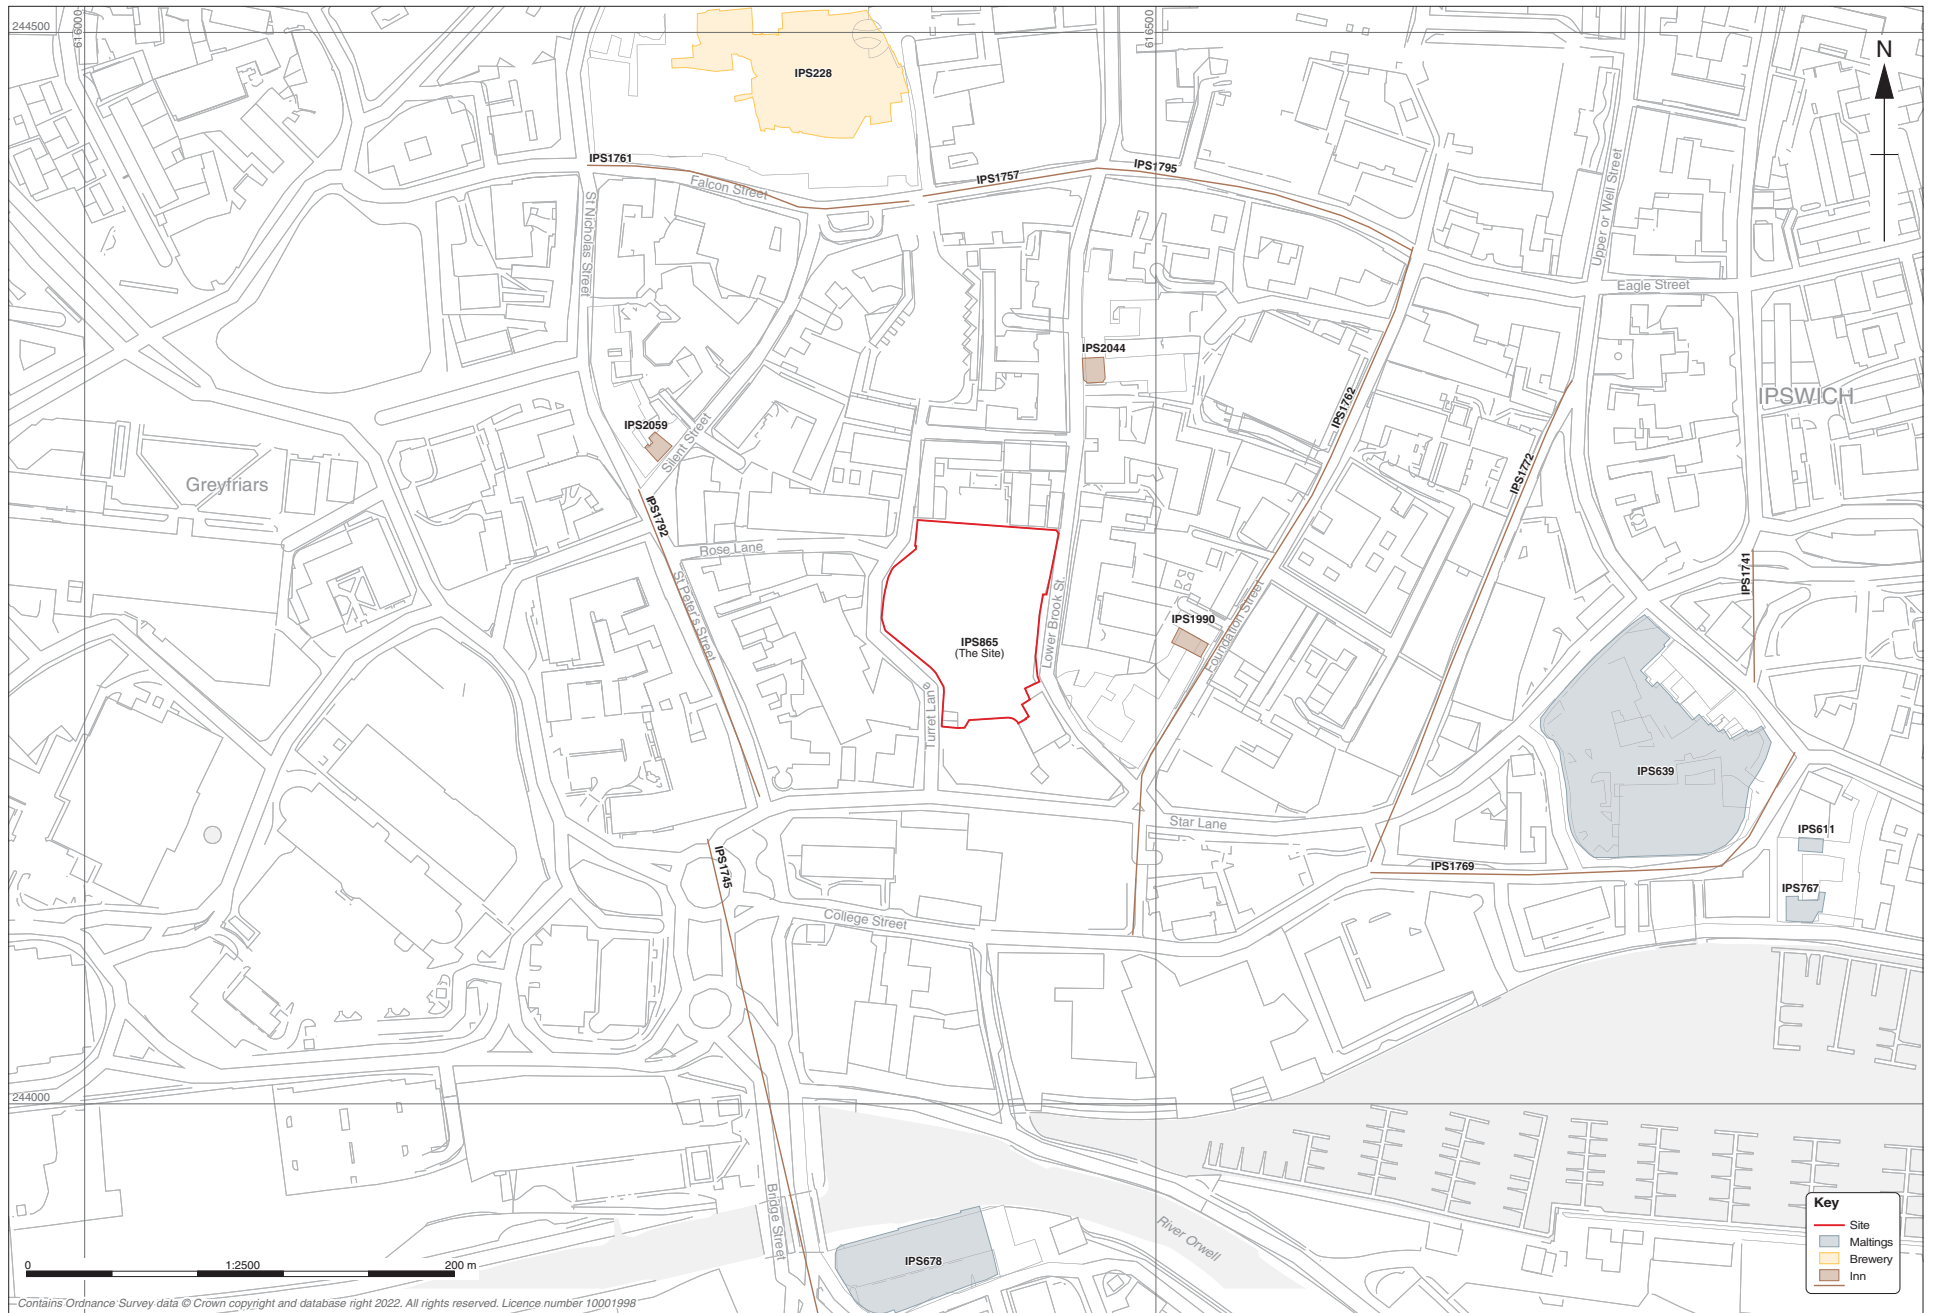 244500
616000
616500
N
IPS228
IPS1761
Falcon Street
IPS1757
IPS1795
St Nicholas Street
Upper or Well Street
Eagle Street
IPS2044
IPS1762
IPSWICH
IPS2059
Silent Street
IPS1772
Greyfriars
IPS1792
Rose Lane
IPS1741
St Peter's Street
Lower Brook St.
IPS1990
Foundation Street
IPS865
(The Site)
Turret Lan
IPS639
Star Lane
IPS611
IPS1745
IPS1769
IPS767
College Street
244000
Bridge Street
River Orwell
IPS678
Key
Site
Maltings
Brewery
Inn
0
1:2500
200 m
Contains Ordnance Survey data © Crown copyright and database right 2022. All rights reserved. Licence number 10001998